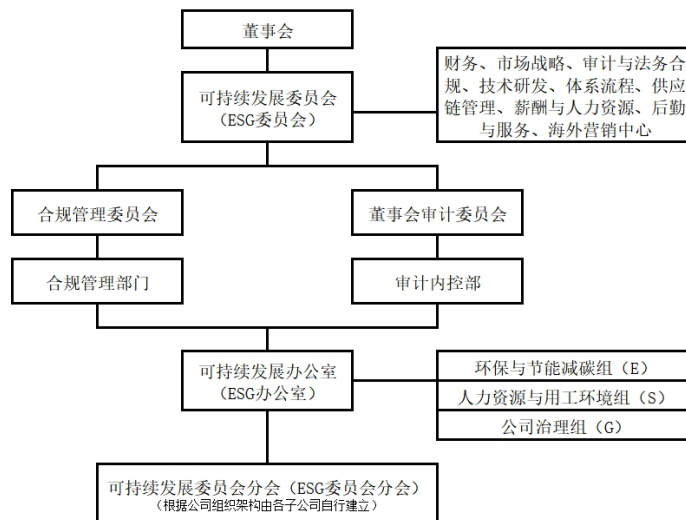 董事会
可持续发展委员会
（ESG委员会）
财务、市场战略、审计与法务合
规、技术研发、体系流程、供应
链管理、薪酬与人力资源、后勤
与服务、海外营销中心
合规管理委员会
董事会审计委员会
合规管理部门
审计内控部
可持续发展办公室
（ESG办公室）
环保与节能减碳组（E）
人力资源与用工环境组（S）
公司治理组（G）
可持续发展委员会分会（ESG委员会分会）
（根据公司组织架构由各子公司自行建立）